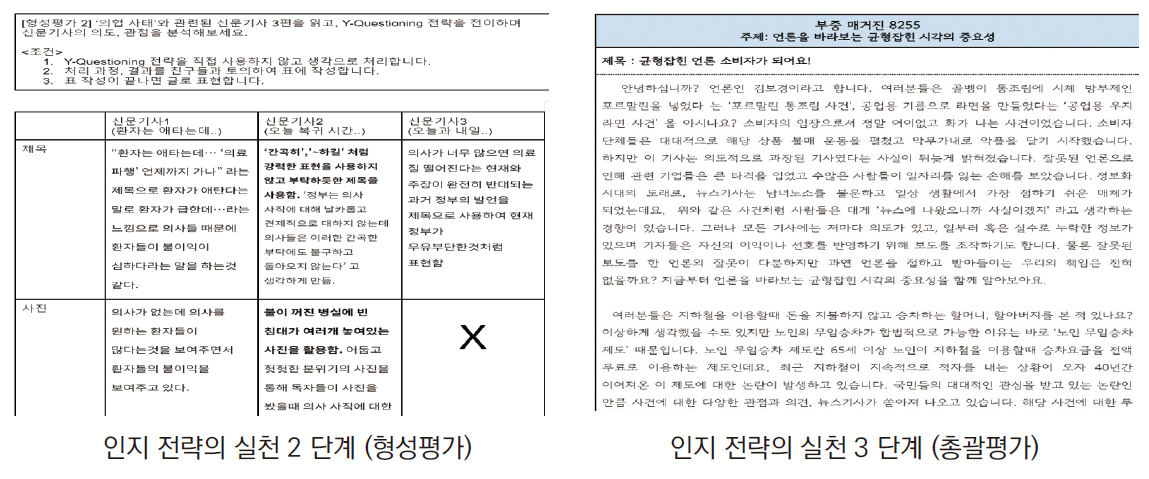 [형성평가 2] '의업 사태'와 관련된 신문기사 3편을 읽고, Y-Questioning 전략을 전이하며
신문기사의 의도, 관점을 분석해보세요.
<조건>
1. Y-Questioning 전략을 직접 사용하지 않고 생각으로 처리합니다.
2. 처리 과정, 결과를 친구들과 토의하여 표에 작성합니다.
3. 표 작성이 끝나면 글로 표현합니다.
신문기사1
(환자는 애타는데..)
신문기사2
(오늘 복귀 시간..)
신문기사3
(오늘과 내일..)
제목
"환자는 애타는데… '의료
파행' 언제까지 가나" 라는
제목으로 환자가 애탄다는
말로 환자가 급한데…라는
느낌으로 의사들 때문에
환자들이 불이익이
심하다라는 말을 하는것
같다.
'간곡히','~하길' 처럼
강력한 표현을 사용하지
않고 부탁하듯한 제목을
사용함. '정부는 의사
사직에 대해 날카롭고
견제적으로 대하지 않는데
의사들은 이러한 간곡한
부탁에도 불구하고
돌아오지 않는다' 고
생각하게 만듦.
의사가 너무 많으면 의료
질 떨어진다는 현재와
주장이 완전히 반대되는
과거 정부의 발언을
제목으로 사용하여 현재
정부가
우유부단한것처럼
표현함
사진
의사가 없는데 의사를
원하는 환자들이
많다는것을 보여주면서
환자들의 불이익을
보여주고 있다.
불이 꺼진 병실에 빈
침대가 여러개 놓여있는
사진을 활용함. 어둡고
헛헛한 분위기의 사진을
통해 독자들이 사진을
봤을때 의사 사직에 대한
X
인지 전략의 실천 2 단계 (형성평가)
부중 매거진 8255
주제: 언론을 바라보는 균형잡힌 시각의 중요성
제목 : 균형잡힌 언론 소비자가 되어요!
안녕하십니까? 언론인 김보경이라고 합니다. 여러분들은 골뱅이 통조림에 시체 방부제인
포르말린을 넣었다 는 '포르말린 통조림 사건', 공업용 기름으로 라면을 만들었다는 '공업용 우지
라면 사건' 을 아시나요? 소비자의 입장으로서 정말 어이없고 화가 나는 사건이었습니다. 소비자
단체들은 대대적으로 해당 상품 불매 운동을 펼쳤고 막무가내로 악플을 달기 시작했습니다.
하지만 이 기사는 의도적으로 과장된 기사였다는 사실이 뒤늦게 밝혀졌습니다. 잘못된 언론으로
인해 관련 기업들은 큰 타격을 입었고 수많은 사람들이 일자리를 잃는 손해를 보았습니다. 정보화
시대의 도래로, 뉴스기사는 남녀노소를 불문하고 일상 생활에서 가장 접하기 쉬운 매체가
되었는데요, 위와 같은 사건처럼 사람들은 대게 '뉴스에 나왔으니까 사실이겠지' 라고 생각하는
경향이 있습니다. 그러나 모든 기사에는 저마다 의도가 있고, 일부러 혹은 실수로 누락한 정보가
있으며 기자들은 자신의 이익이나 선호를 반영하기 위해 보도를 조작하기도 합니다. 물론 잘못된
보도를 한 언론의 잘못이 다분하지만 과연 언론을 접하고 받아들이는 우리의 책임은 전혀
없을까요? 지금부터 언론을 바라보는 균형잡힌 시각의 중요성을 함께 알아보아요.
여러분들은 지하철을 이용할때 돈을 지불하지 않고 승차하는 할머니, 할아버지를 본 적 있나요?
이상하게 생각했을 수도 있지만 노인의 무임승차가 합법적으로 가능한 이유는 바로 '노인 무임승차
제도' 때문입니다. 노인 무임승차 제도란 65세 이상 노인이 지하철을 이용할때 승차요금을 전액
무료로 이용하는 제도인데요, 최근 지하철이 지속적으로 적자를 내는 상황이 오자 40년간
이어져온 이 제도에 대한 논란이 발생하고 있습니다. 국민들의 대대적인 관심을 받고 있는 논란인
만큼 사건에 대한 다양한 관점과 의견, 뉴스기사가 쏟아져 나오고 있습니다. 해당 사건에 대한 두
인지 전략의 실천 3 단계 (총괄평가)